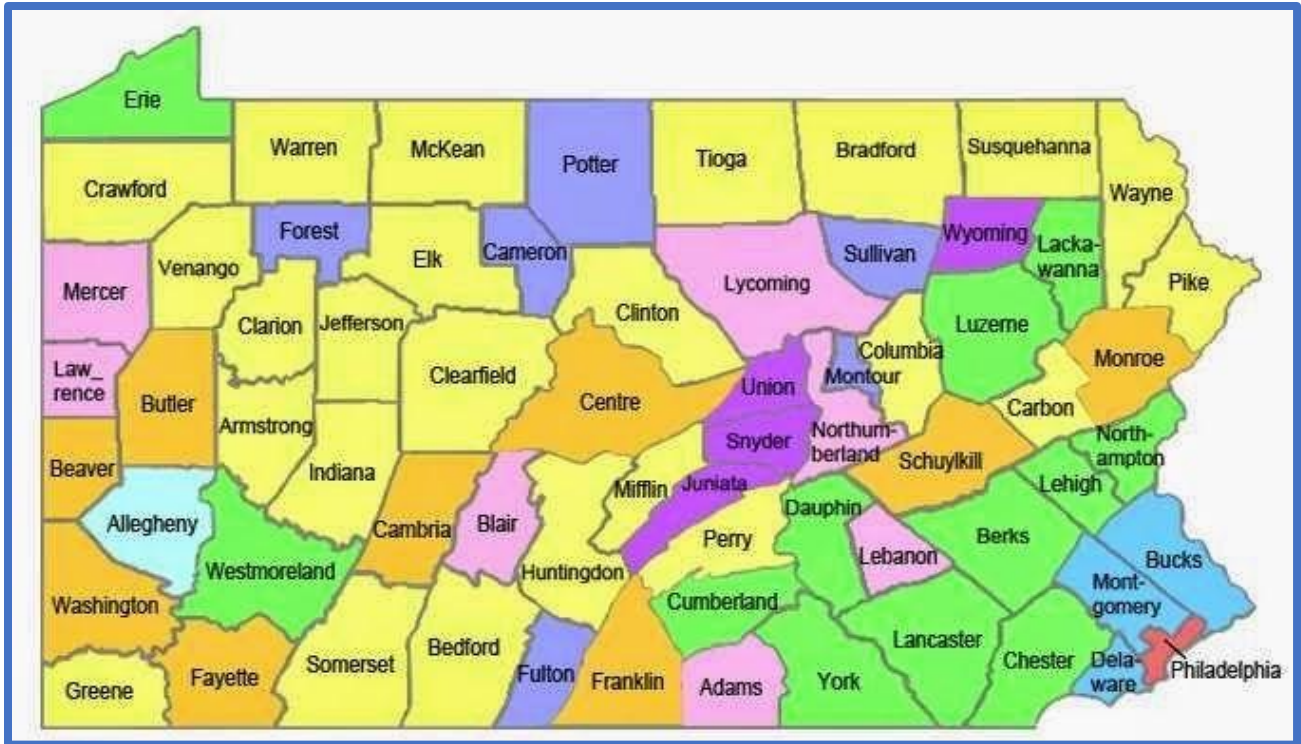 Erie
Warren
McKean
Potter
Tioga
Bradford
Susquehanna
Wayne
Crawford
Forest
Elk
Cameron
Sullivan
Wyoming
Lacka-
wanna
Pike
Mercer
Venango
Clarion
Jefferson
Clinton
Lycoming
Columbia
Luzerne
Monroe
Law_
rence
Butler
Armstrong
Clearfield
Centre
Union
Montour
Carbon
Beaver
Indiana
Snyder
Northum-
berland
Schuylkill
North-
ampton
Allegheny
Cambria
Blair
Mifflin
Juniata
Dauphin
Lehigh
Westmoreland
Huntingdon
Perry
Lebanon
Berks
Bucks
Washington
Cumberland
Mont-
gomery
Greene
Fayette
Somerset
Bedford
Fulton
Franklin
Adams
York
Lancaster
Chester
Dela-
ware
Philadelphia